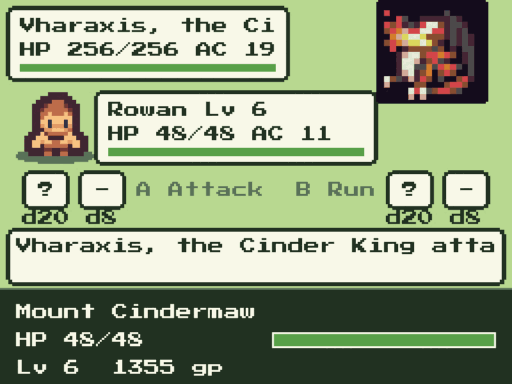 Vharaxis, the Ci
HP 256/256 AC 19
Rowan Lv 6
HP 48/48 AC 11
? - A Attack B Run ? -
d20 d8 d20 d8
Vharaxis, the Cinder King atta
Mount Cindermaw
HP 48/48
Lv 6 1355 gp